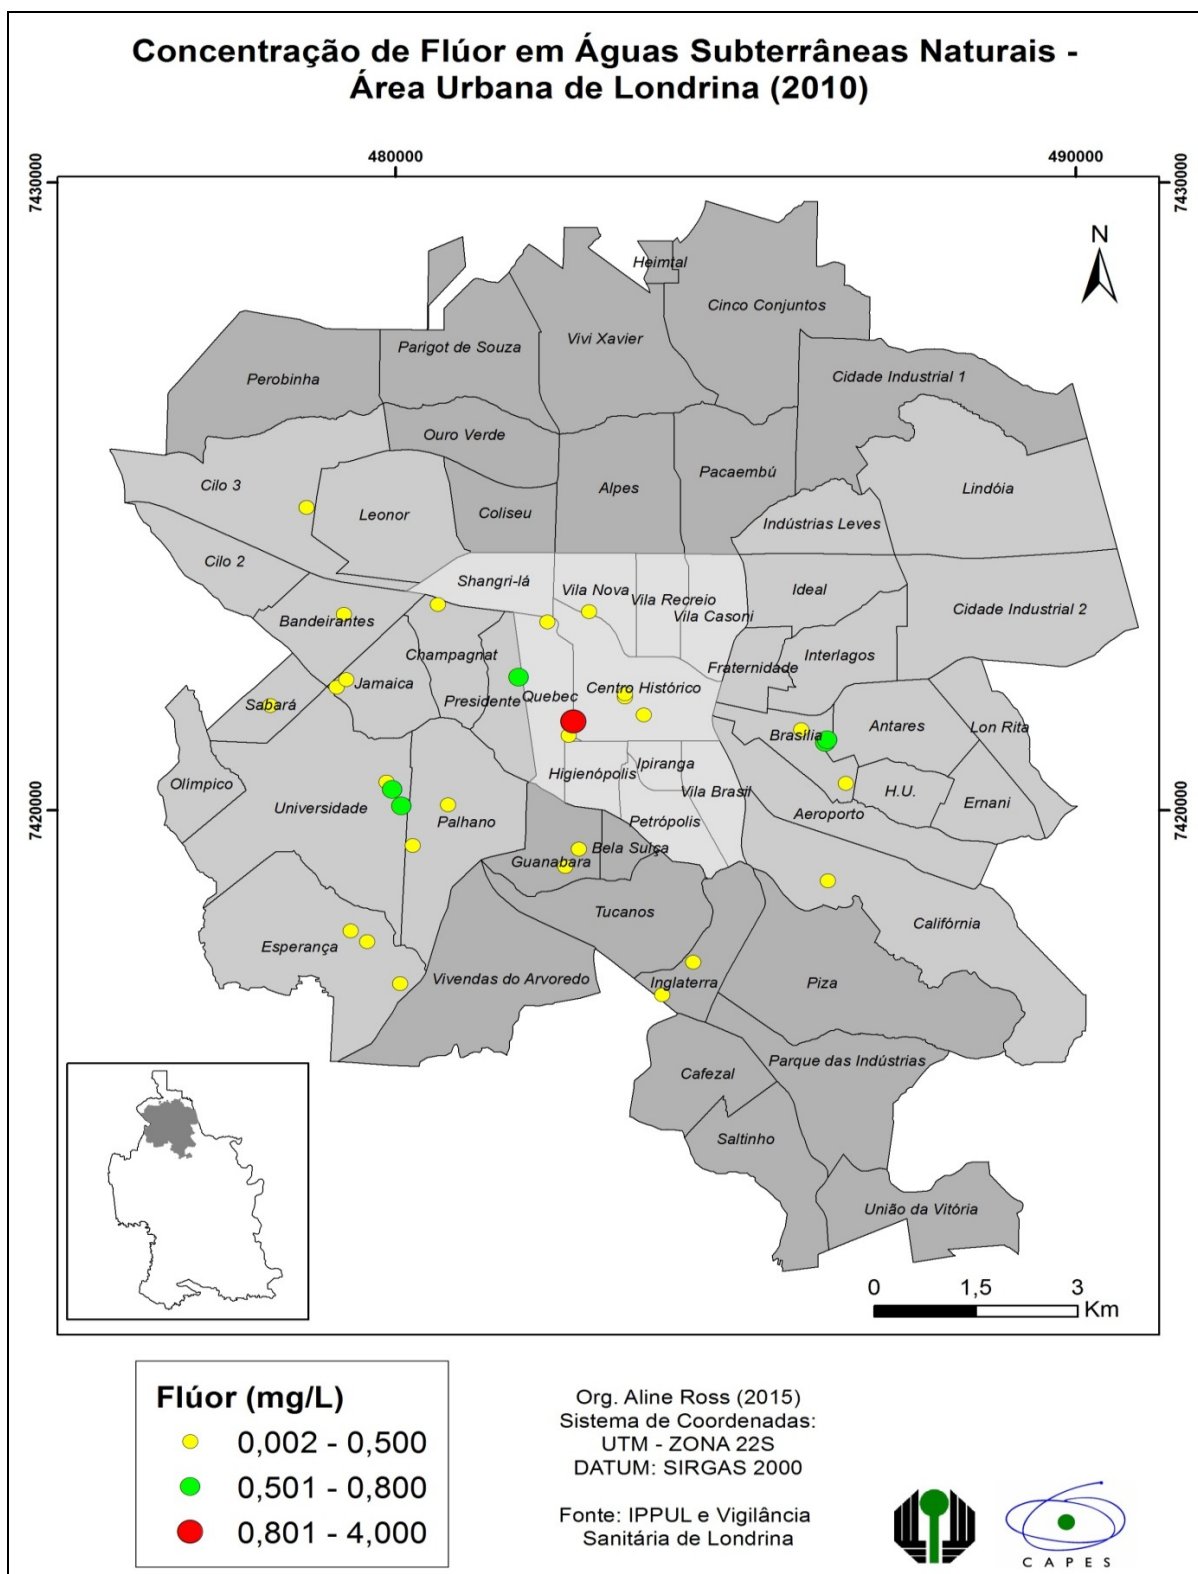 Concentração de Flúor em Águas Subterrâneas Naturais -
Área Urbana de Londrina (2010)
480000
490000
7430000
7430000
N
Heimtal
Cinco Conjuntos
Vivi Xavier
Parigot de Souza
Perobinha
Cidade Industrial 1
Ouro Verde
Pacaembú
Cilo 3
Alpes
Lindóia
Leonor
Coliseu
Indústrias Leves
Cilo 2
Shangri-lá
Vila Nova
Ideal
Vila Recreio
Cidade Industrial 2
Vila Casoni
Bandeirantes
Champagnat
Interlagos
Fraternidade
Jamaica
Centro Histórico
Presidente
Quebec
Sabará
Antares
Lon Rita
Brasília
Ipiranga
Higienópolis
Olímpico
Vila Brasil
H.U.
Ernani
7420000
7420000
Universidade
Palhano
Aeroporto
Petrópolis
Bela Suiça
Guanabara
Tucanos
Califórnia
Esperança
Vivendas do Arvoredo
Inglaterra
Piza
Parque das Indústrias
Cafezal
Saltinho
União da Vitória
0 1,5 3
Km
Flúor (mg/L)
0,002 - 0,500
0,501 - 0,800
0,801 - 4,000
Org. Aline Ross (2015)
Sistema de Coordenadas:
UTM - ZONA 22S
DATUM: SIRGAS 2000
Fonte: IPPUL e Vigilância
Sanitária de Londrina
CAPES